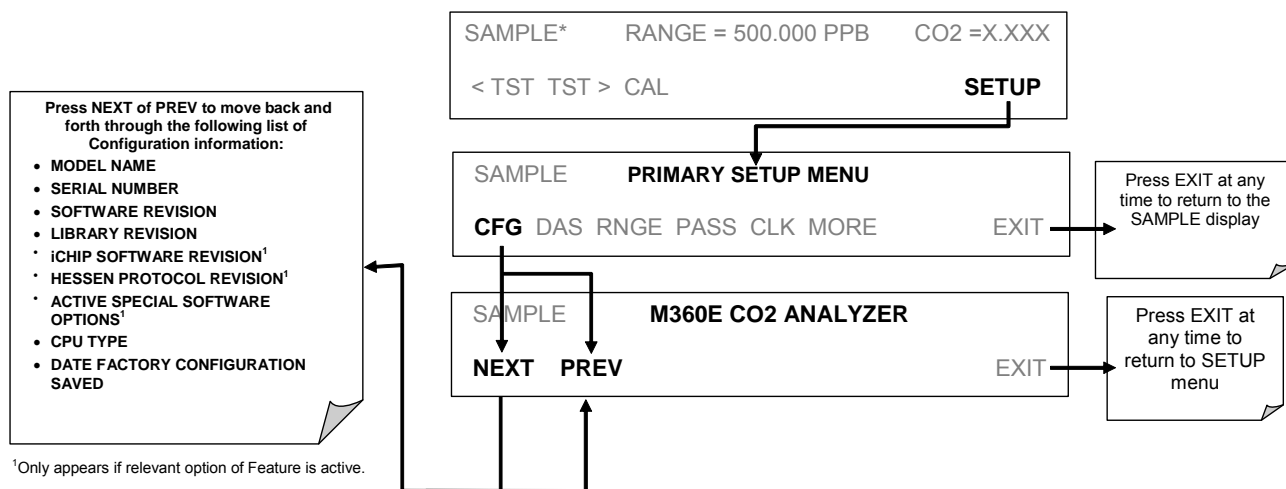 SAMPLE* RANGE = 500.000 PPB CO2 =X.XXX
< TST TST > CAL SETUP
Press NEXT of PREV to move back and
forth through the following list of
Configuration information:
• MODEL NAME
• SERIAL NUMBER
• SOFTWARE REVISION
• LIBRARY REVISION
• iCHIP SOFTWARE REVISION¹
• HESSEN PROTOCOL REVISION¹
• ACTIVE SPECIAL SOFTWARE
OPTIONS¹
• CPU TYPE
• DATE FACTORY CONFIGURATION
SAVED
¹Only appears if relevant option of Feature is active.
SAMPLE PRIMARY SETUP MENU
CFG DAS RNGE PASS CLK MORE EXIT
Press EXIT at any
time to return to the
SAMPLE display
SAMPLE M360E CO2 ANALYZER
NEXT PREV EXIT
Press EXIT at
any time to
return to SETUP
menu